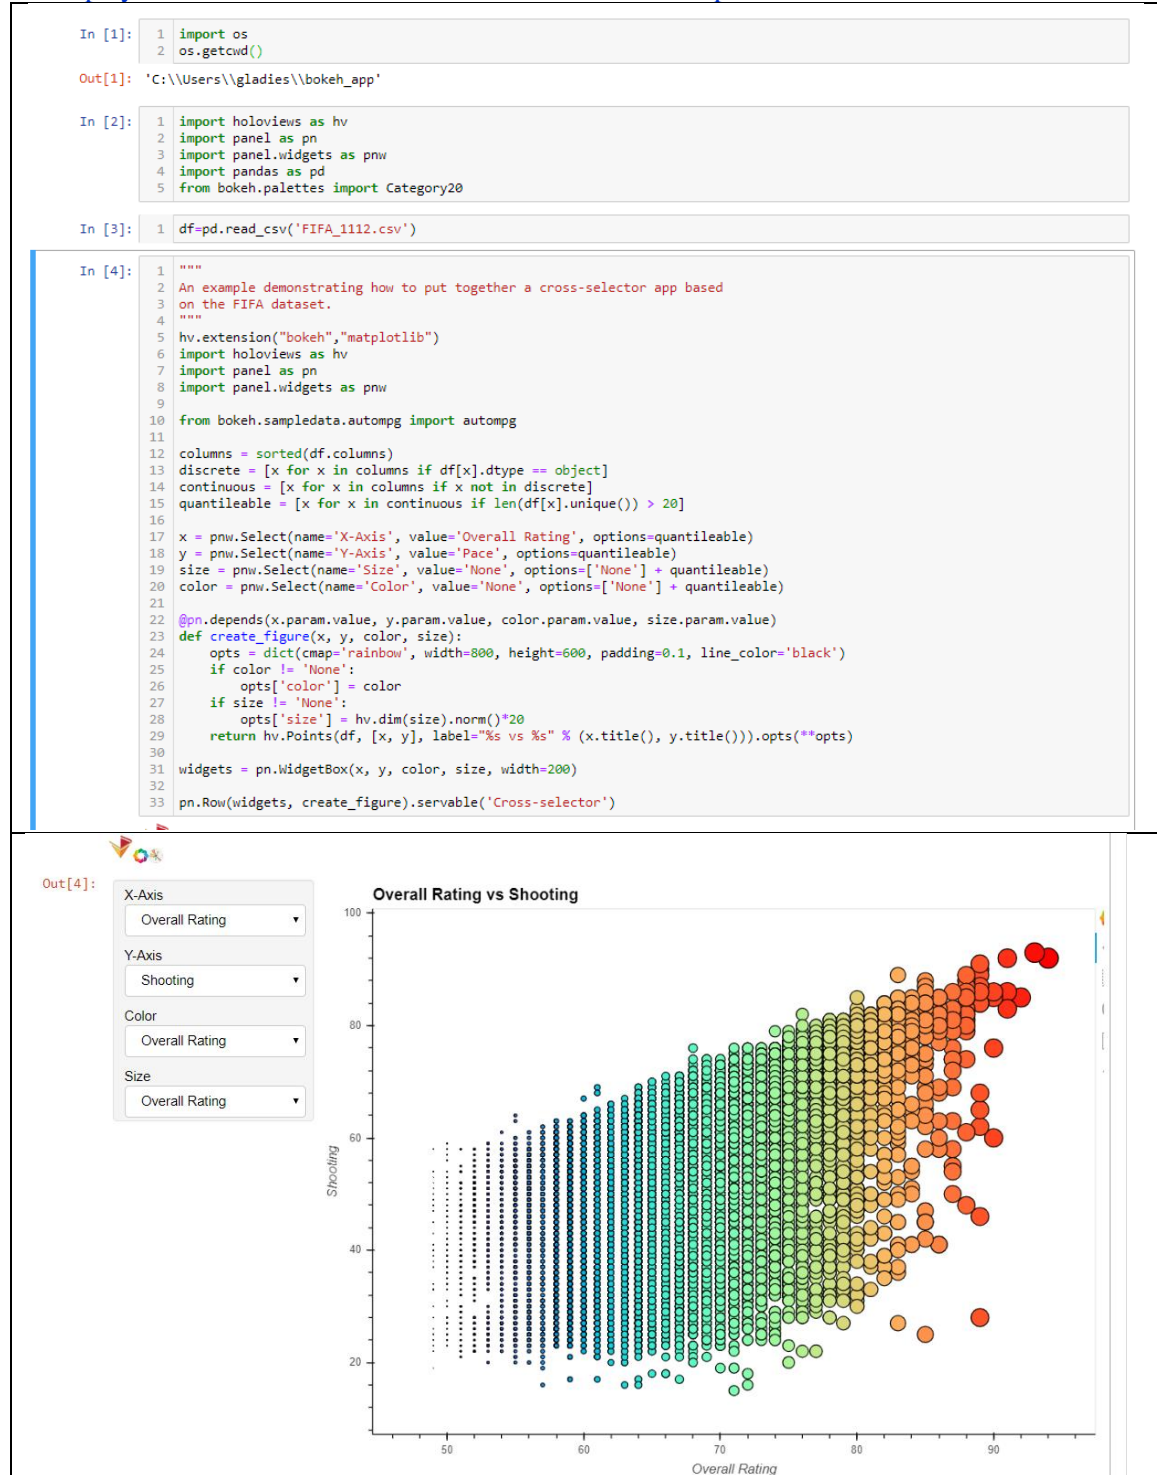 In [1]:
1 import os
2 os.getcwd()
Out[1]: 'C:\\Users\\gladies\\bokeh_app'
In [2]:
1 import holoviews as hv
2 import panel as pn
3 import panel.widgets as pnw
4 import pandas as pd
5 from bokeh.palettes import Category20
In [3]:
1 df=pd.read_csv('FIFA_1112.csv')
In [4]:
1 """
2 An example demonstrating how to put together a cross-selector app based
3 on the FIFA dataset.
4 """
5 hv.extension("bokeh","matplotlib")
6 import holoviews as hv
7 import panel as pn
8 import panel.widgets as pnw
9
10 from bokeh.sampledata.autompg import autompg
11
12 columns = sorted(df.columns)
13 discrete = [x for x in columns if df[x].dtype == object]
14 continuous = [x for x in columns if x not in discrete]
15 quantileable = [x for x in continuous if len(df[x].unique()) > 20]
16
17 x = pnw.Select(name='X-Axis', value='Overall Rating', options=quantileable)
18 y = pnw.Select(name='Y-Axis', value='Pace', options=quantileable)
19 size = pnw.Select(name='Size', value='None', options=['None'] + quantileable)
20 color = pnw.Select(name='Color', value='None', options=['None'] + quantileable)
21
22 @pn.depends(x.param.value, y.param.value, color.param.value, size.param.value)
23 def create_figure(x, y, color, size):
24     opts = dict(cmap='rainbow', width=800, height=600, padding=0.1, line_color='black')
25     if color != 'None':
26         opts['color'] = color
27     if size != 'None':
28         opts['size'] = hv.dim(size).norm()*20
29     return hv.Points(df, [x, y], label="%s vs %s" % (x.title(), y.title())).opts(**opts)
30
31 widgets = pn.WidgetBox(x, y, color, size, width=200)
32
33 pn.Row(widgets, create_figure).servable('Cross-selector')
Out[4]:
X-Axis
Overall Rating
Y-Axis
Shooting
Color
Overall Rating
Size
Overall Rating
Overall Rating vs Shooting
100
80
60
40
20
Shooting
50 60 70 80 90
Overall Rating